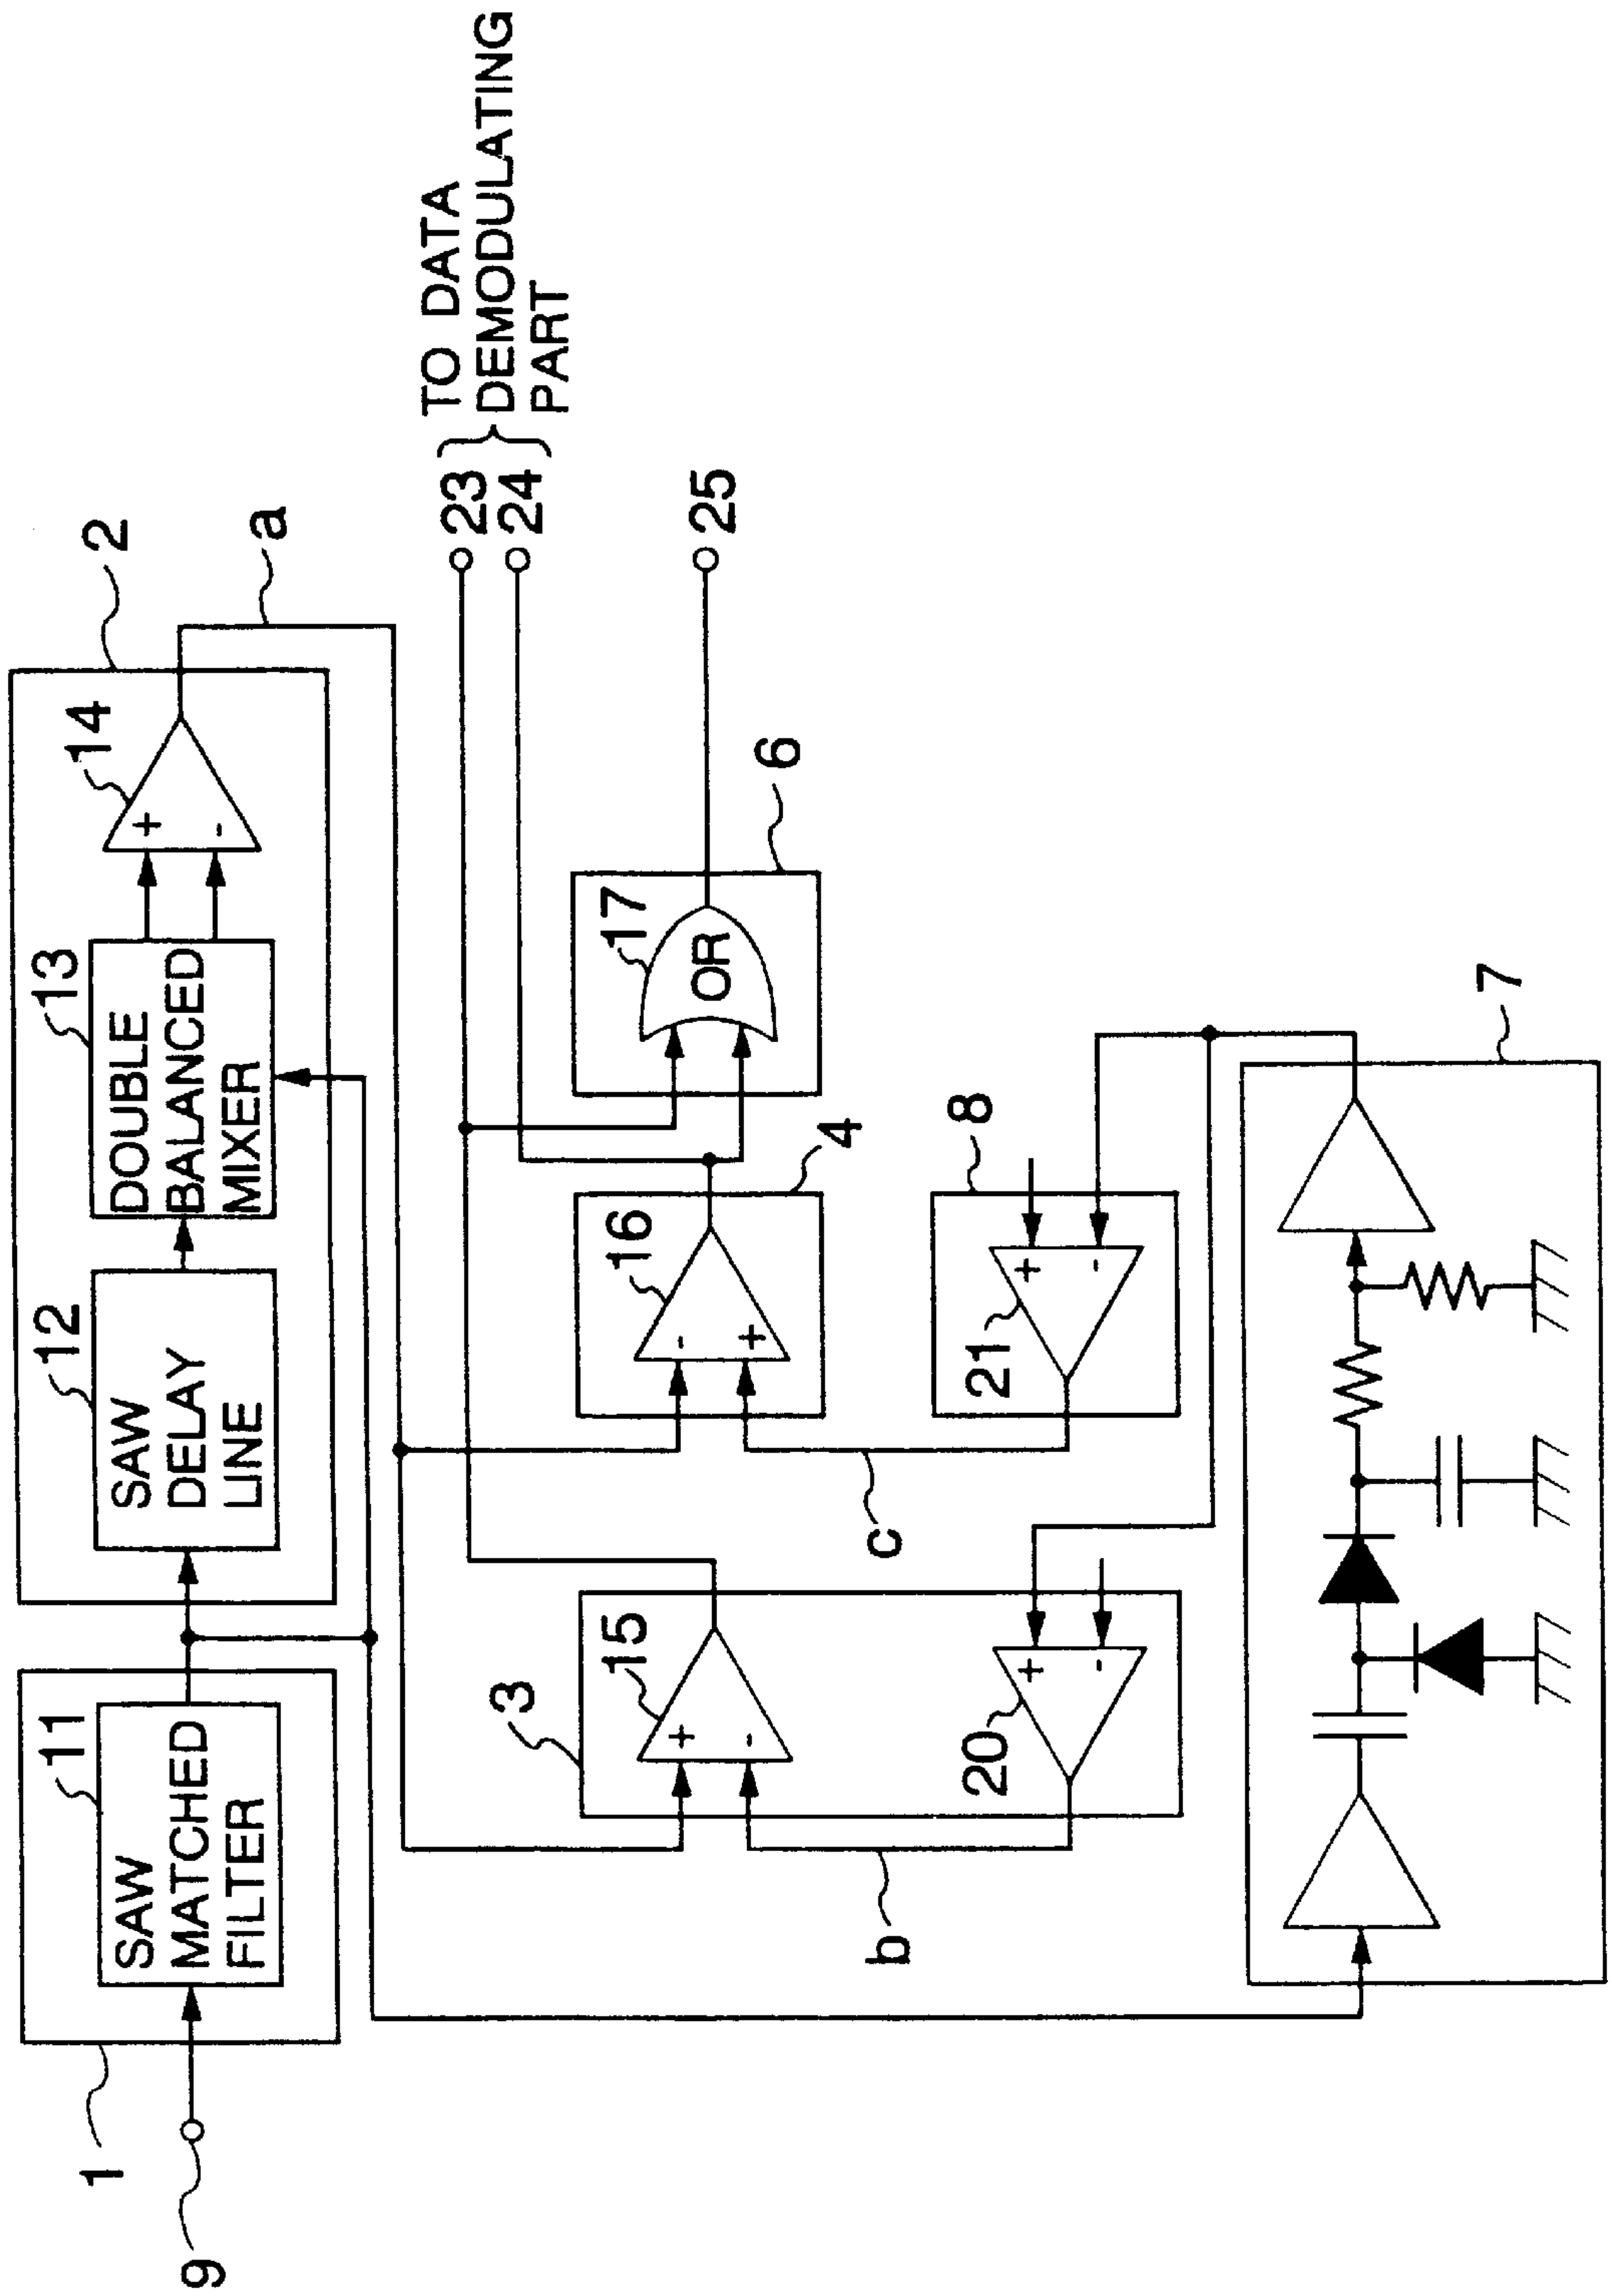 2
a
14
+
-
13
DOUBLE
BALANCED
MIXER
12
SAW
DELAY
LINE
11
SAW
MATCHED
FILTER
1
9
23
24
TO DATA
DEMODULATING
PART
25
6
17
OR
4
16
-
+
3
15
+
-
8
21
+
-
c
20
+
-
b
7